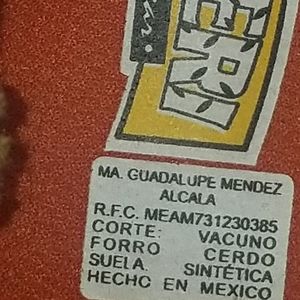 MA. GUADALUPE MENDEZ
ALCALA
R.F.C. MEAM731230385
CORTE: VACUNO
FORRO CERDO
SUELA. SINTÉTICA
HECHO EN MEXICO